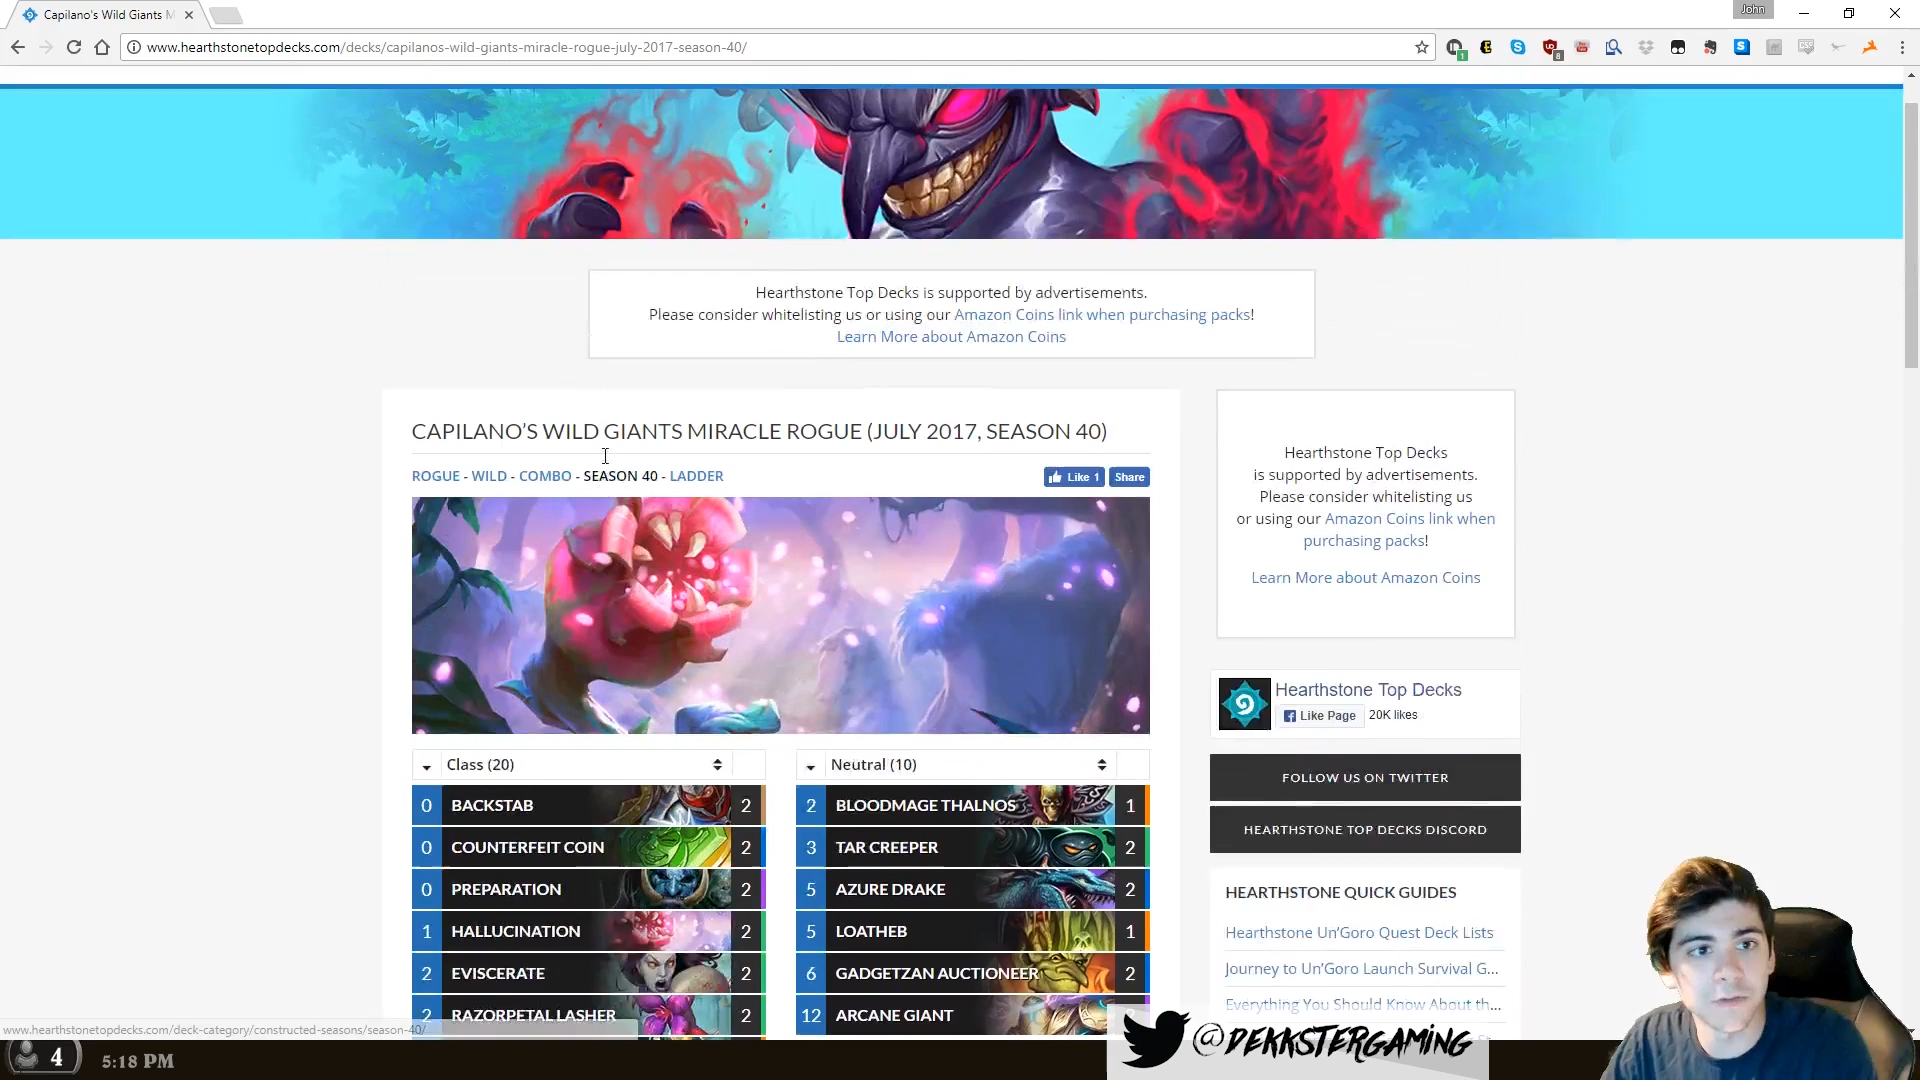 Capilano's Wild Giants M
John
www.hearthstonetopdecks.com/decks/capilanos-wild-giants-miracle-rogue-july-2017-season-40/
Hearthstone Top Decks is supported by advertisements.
Please consider whitelisting us or using our Amazon Coins link when purchasing packs!
Learn More about Amazon Coins
CAPILANO'S WILD GIANTS MIRACLE ROGUE (JULY 2017, SEASON 40)
ROGUE - WILD - COMBO - SEASON 40 - LADDER
Like 1
Share
Class (20)
0 BACKSTAB 2
0 COUNTERFEIT COIN 2
0 PREPARATION 2
1 HALLUCINATION 2
2 EVISCERATE 2
2 RAZORPETAL LASHER 2
Neutral (10)
2 BLOODMAGE THALNOS 1
3 TAR CREEPER 2
5 AZURE DRAKE 2
5 LOATHEB 1
6 GADGETZAN AUCTIONEER 2
12 ARCANE GIANT
Hearthstone Top Decks
is supported by advertisements.
Please consider whitelisting us
or using our Amazon Coins link when
purchasing packs!
Learn More about Amazon Coins
Hearthstone Top Decks
Like Page 20K likes
FOLLOW US ON TWITTER
HEARTHSTONE TOP DECKS DISCORD
HEARTHSTONE QUICK GUIDES
Hearthstone Un'Goro Quest Deck Lists
Journey to Un'Goro Launch Survival G...
Everything You Should Know About th...
www.hearthstonetopdecks.com/deck-category/constructed-seasons/season-40/
4 5:18 PM
@DEKKSTERGAMING